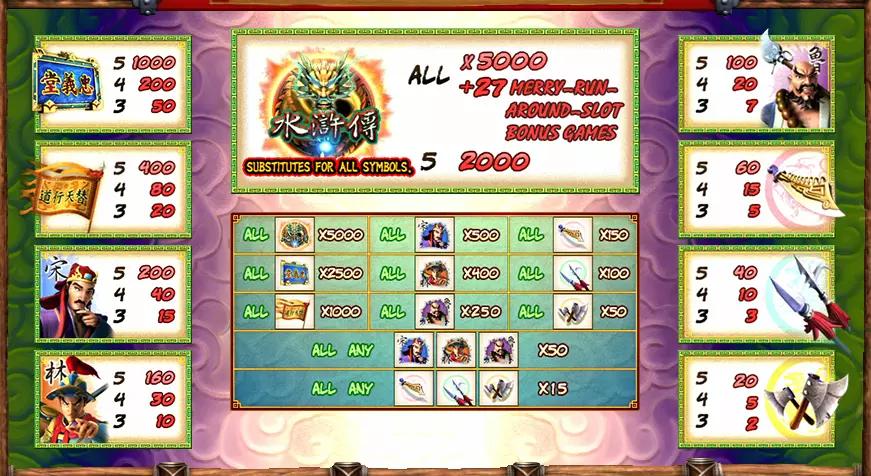 忠義堂
5 1000
4 200
3 50
替天行道
5 400
4 80
3 20
宋
5 200
4 40
3 15
林
5 160
4 30
3 10
水滸傳
SUBSTITUTES FOR ALL SYMBOLS.
ALL X5000
+27 MERRY-RUN-
AROUND-SLOT
BONUS GAMES
5 2000
ALL X5000 ALL X500 ALL X150
ALL X2500 ALL X400 ALL X100
ALL X1000 ALL X250 ALL X50
ALL ANY X50
ALL ANY X15
5 100
4 20
3 7
魯
5 60
4 15
3 5
5 40
4 10
3 3
5 20
4 5
3 2